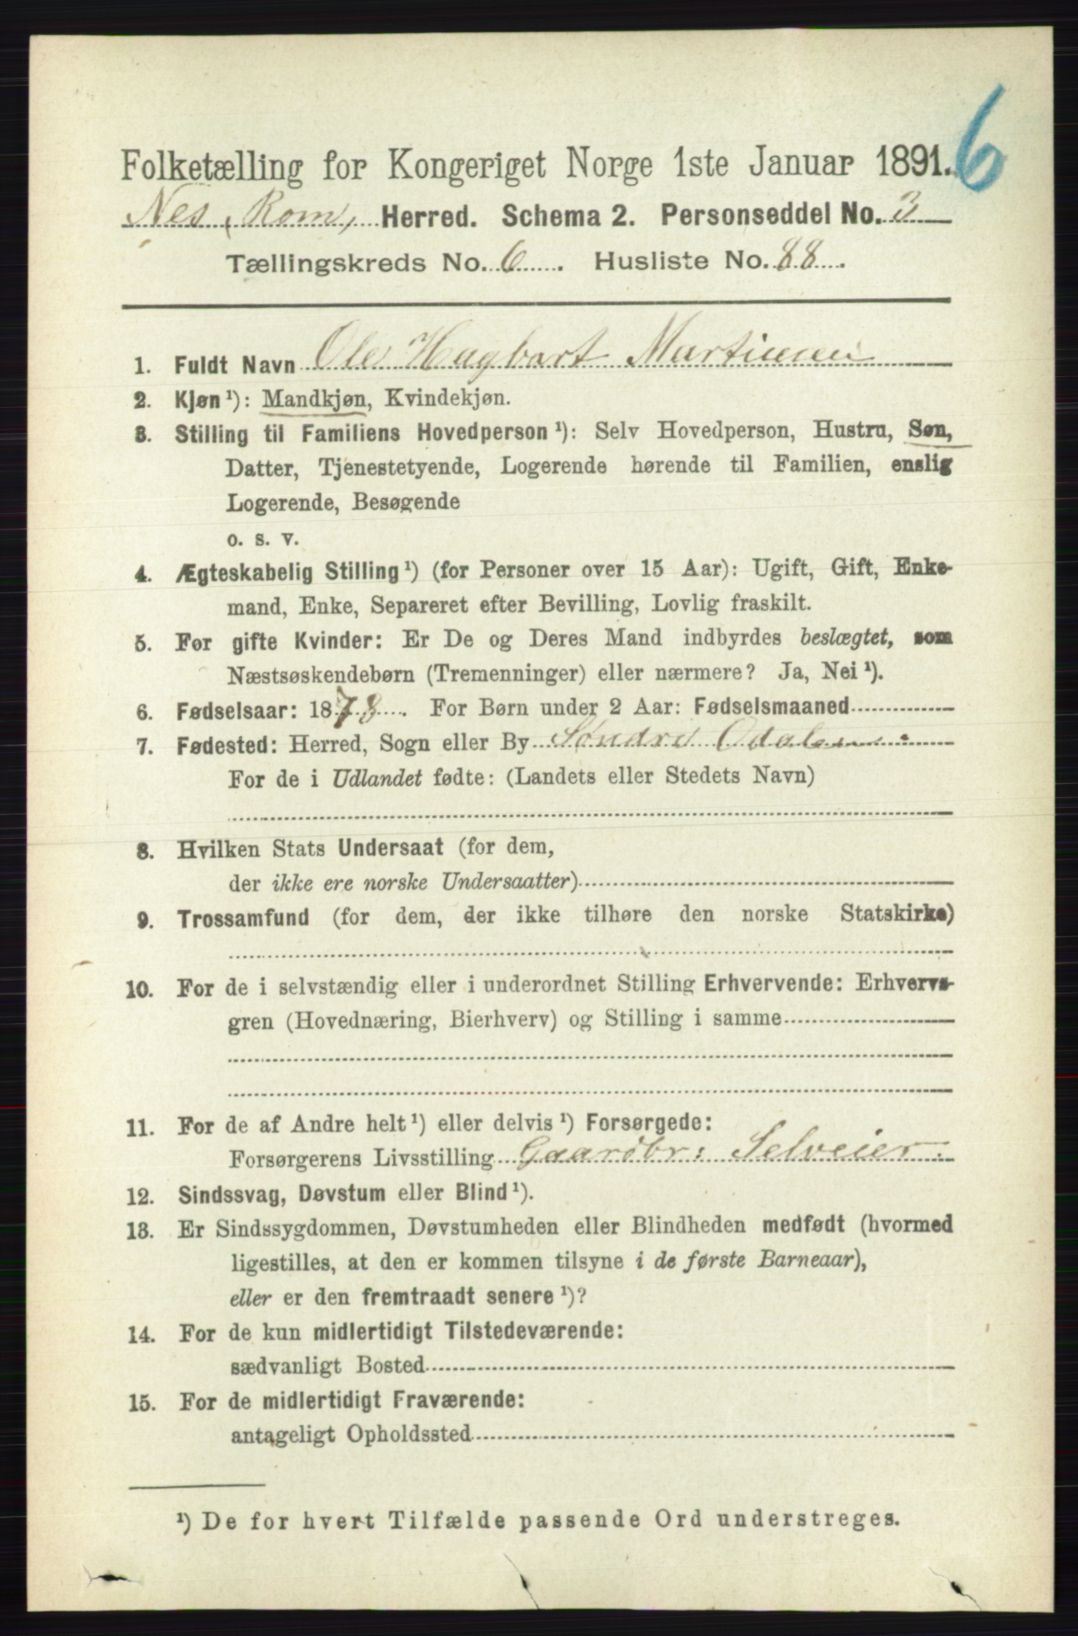 6
Folketælling for Kongeriget Norge 1ste Januar 1891.
Nes (Rom) Herred. Schema 2. Personseddel No. 3
Tællingskreds No. 6. Husliste No. 88.
1. Fuldt Navn Ole Hagbart Martinsen
2. Kjøn ¹): Mandkjøn, Kvindekjøn.
3. Stilling til Familiens Hovedperson ¹): Selv Hovedperson, Hustru, Søn,
Datter, Tjenestetyende, Logerende hørende til Familien, enslig
Logerende, Besøgende
o. s. v.
4. Ægteskabelig Stilling ¹) (for Personer over 15 Aar): Ugift, Gift, Enke-
mand, Enke, Separeret efter Bevilling, Lovlig fraskilt.
5. For gifte Kvinder: Er De og Deres Mand indbyrdes beslægtet, som
Næstsøskendebørn (Tremenninger) eller nærmere? Ja, Nei ¹).
6. Fødselsaar: 1878. For Børn under 2 Aar: Fødselsmaaned
7. Fødested: Herred, Sogn eller By Søndre Odalen.
For de i Udlandet fødte: (Landets eller Stedets Navn)
8. Hvilken Stats Undersaat (for dem,
der ikke ere norske Undersaatter)
9. Trossamfund (for dem, der ikke tilhøre den norske Statskirke)
10. For de i selvstændig eller i underordnet Stilling Erhvervende: Erhvervs-
gren (Hovednæring, Bierhverv) og Stilling i samme
11. For de af Andre helt ¹) eller delvis ¹) Forsørgede:
Forsørgerens Livsstilling Gaardbr: Selveier.
12. Sindssvag, Døvstum eller Blind ¹).
13. Er Sindssygdommen, Døvstumheden eller Blindheden medfødt (hvormed
ligestilles, at den er kommen tilsyne i de første Barneaar),
eller er den fremtraadt senere ¹)?
14. For de kun midlertidigt Tilstedeværende:
sædvanligt Bosted
15. For de midlertidigt Fraværende:
antageligt Opholdssted
¹) De for hvert Tilfælde passende Ord understreges.